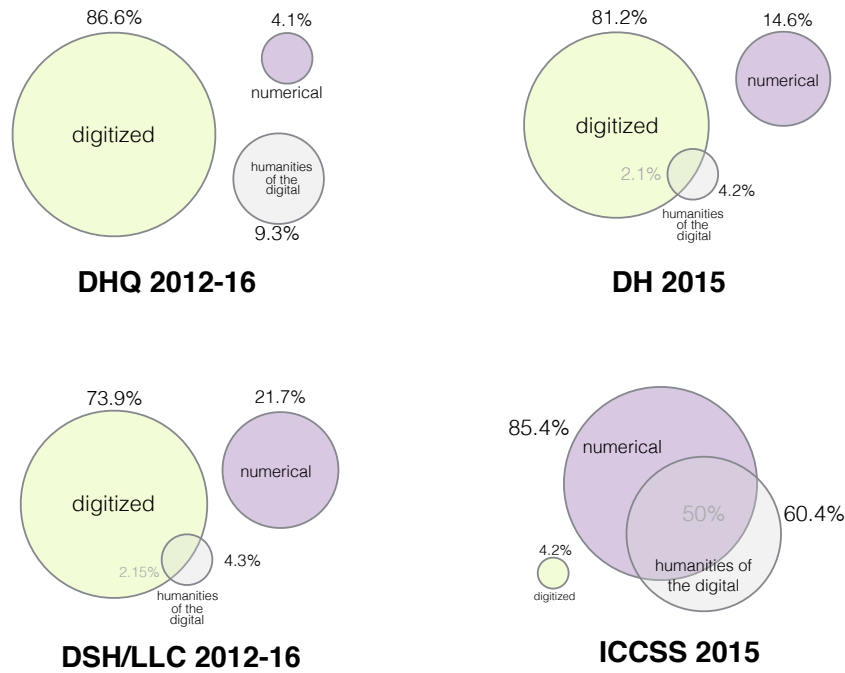 86.6%
digitized
4.1%
numerical
humanities
of the
digital
9.3%
DHQ 2012-16
81.2%
digitized
14.6%
numerical
2.1%
4.2%
humanities
of the
digital
DH 2015
73.9%
digitized
21.7%
numerical
2.15%
4.3%
humanities
of the
digital
DSH/LLC 2012-16
85.4%
numerical
50%
60.4%
humanities of
the digital
4.2%
digitized
ICCSS 2015